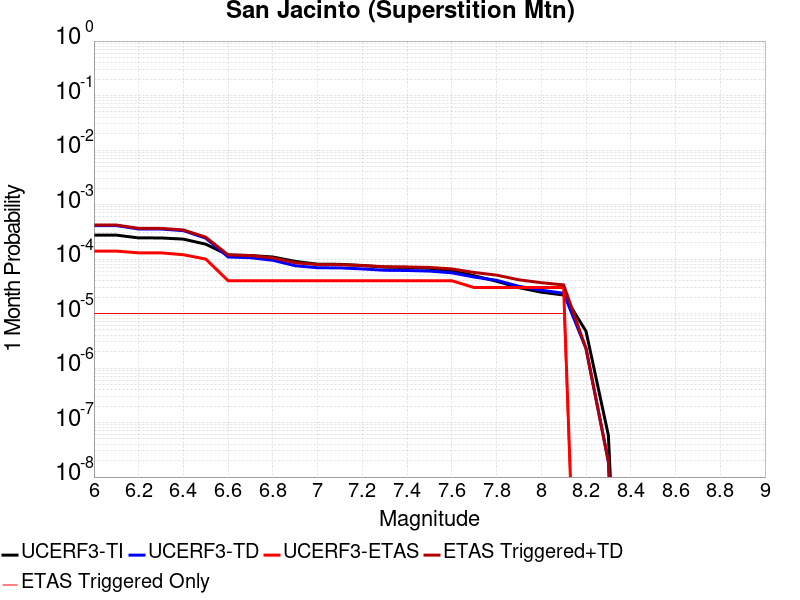 San Jacinto (Superstition Mtn)
10^0
10^-1
10^-2
10^-3
10^-4
10^-5
10^-6
10^-7
10^-8
1 Month Probability
6 6.2 6.4 6.6 6.8 7 7.2 7.4 7.6 7.8 8 8.2 8.4 8.6 8.8 9
Magnitude
UCERF3-TI UCERF3-TD UCERF3-ETAS ETAS Triggered+TD
ETAS Triggered Only